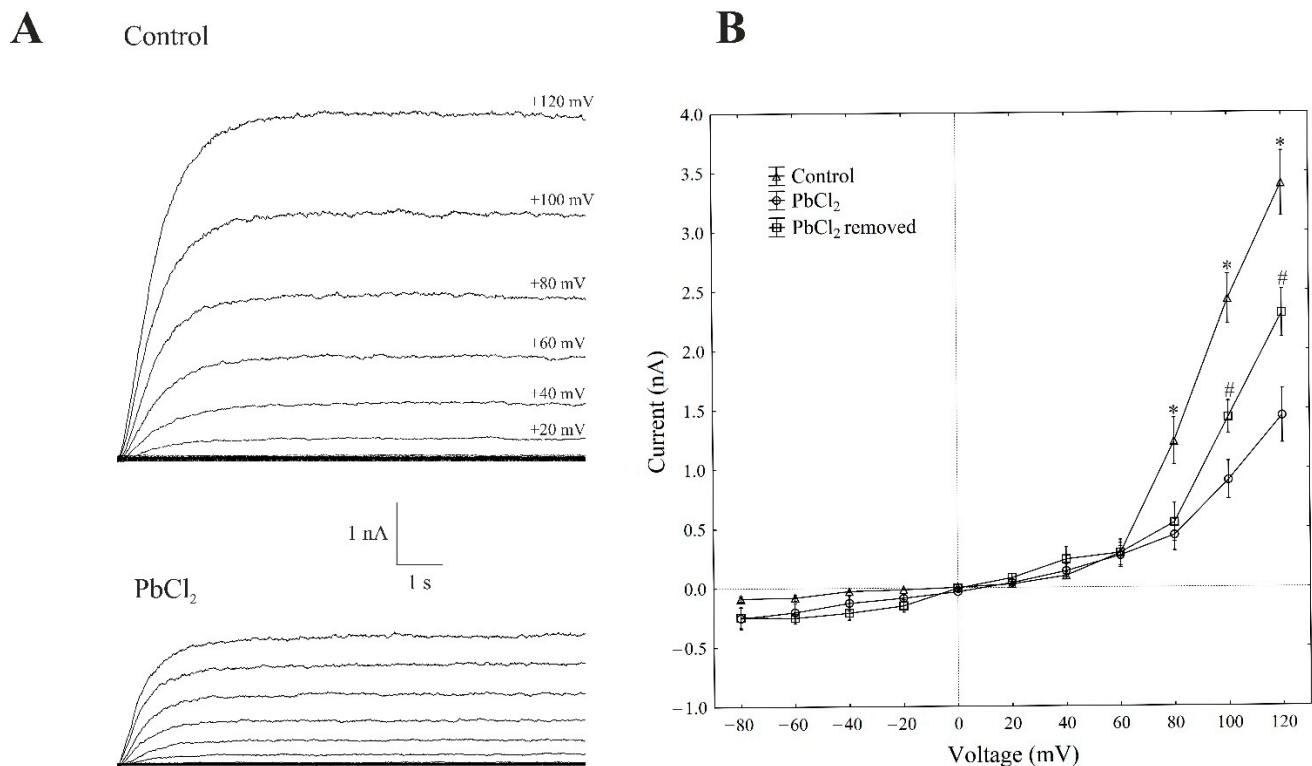 A
Control
+120 mV
+100 mV
+80 mV
+60 mV
+40 mV
+20 mV
1 nA
1 s
PbCl₂
B
4.0
3.5
3.0
2.5
2.0
1.5
1.0
0.5
0.0
−0.5
−1.0
Current (nA)
Control
PbCl₂
PbCl₂ removed
*
*
*
#
#
−80 −60 −40 −20 0 20 40 60 80 100 120
Voltage (mV)